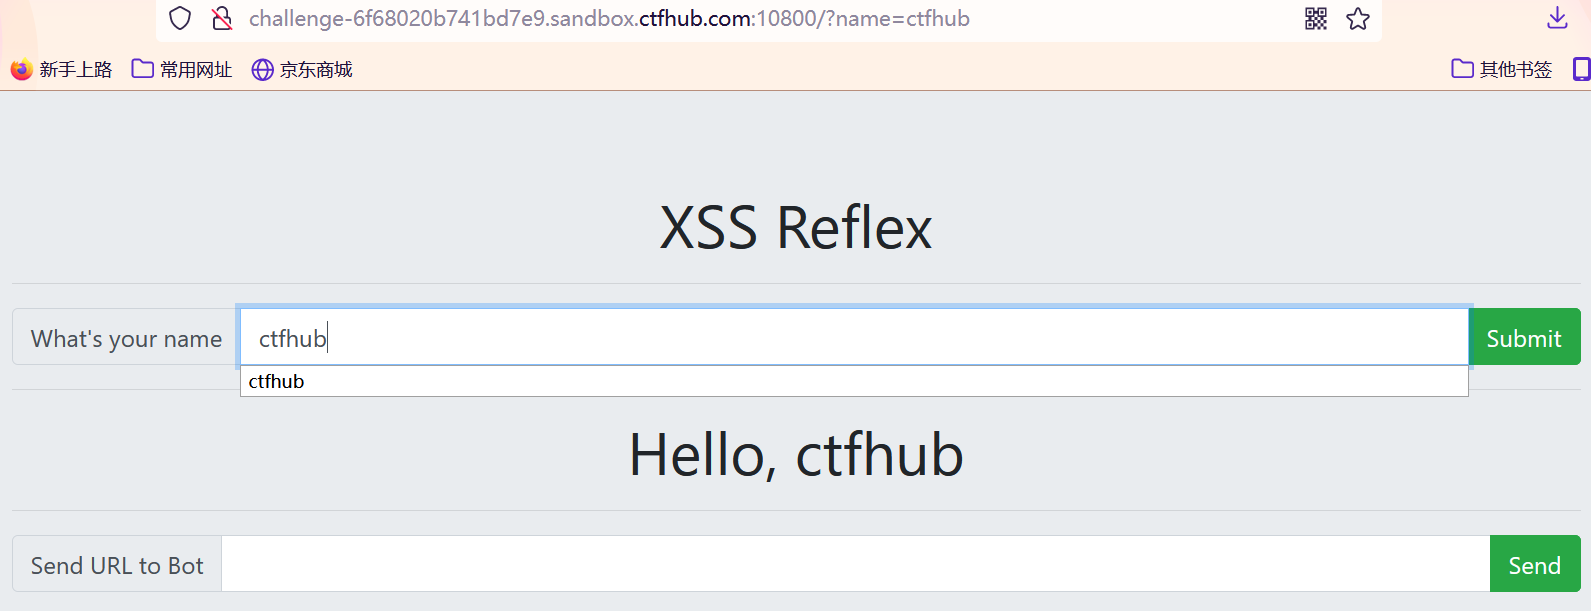 challenge-6f68020b741bd7e9.sandbox.ctfhub.com:10800/?name=ctfhub
新手上路 常用网址 京东商城 其他书签
XSS Reflex
What's your name ctfhub Submit
ctfhub
Hello, ctfhub
Send URL to Bot Send